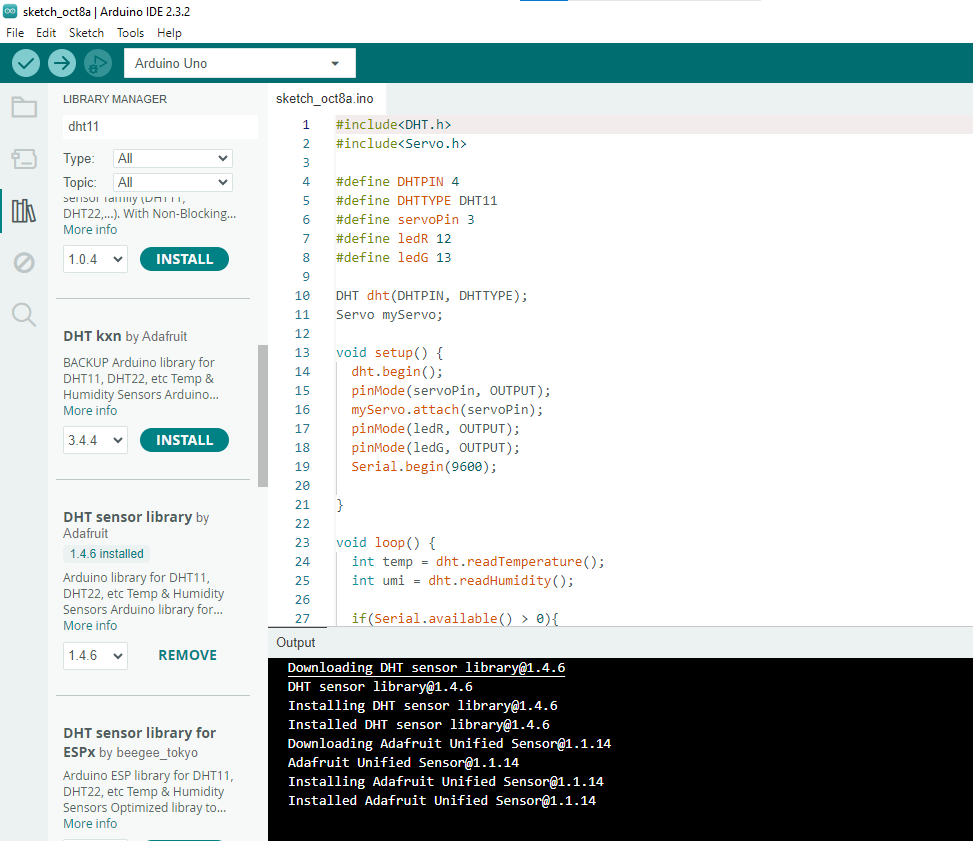 sketch_oct8a | Arduino IDE 2.3.2
File Edit Sketch Tools Help
Arduino Uno
LIBRARY MANAGER
dht11
Type: All
Topic: All
sensor family (DHT11,
DHT22,...). With Non-Blocking...
More info
1.0.4 INSTALL
DHT kxn by Adafruit
BACKUP Arduino library for
DHT11, DHT22, etc Temp &
Humidity Sensors Arduino...
More info
3.4.4 INSTALL
DHT sensor library by
Adafruit
1.4.6 installed
Arduino library for DHT11,
DHT22, etc Temp & Humidity
Sensors Arduino library for...
More info
1.4.6 REMOVE
DHT sensor library for
ESPx by beegee_tokyo
Arduino ESP library for DHT11,
DHT22, etc Temp & Humidity
Sensors Optimized libray to...
More info
sketch_oct8a.ino
1 #include<DHT.h>
2 #include<Servo.h>
3
4 #define DHTPIN 4
5 #define DHTTYPE DHT11
6 #define servoPin 3
7 #define ledR 12
8 #define ledG 13
9
10 DHT dht(DHTPIN, DHTTYPE);
11 Servo myServo;
12
13 void setup() {
14 dht.begin();
15 pinMode(servoPin, OUTPUT);
16 myServo.attach(servoPin);
17 pinMode(ledR, OUTPUT);
18 pinMode(ledG, OUTPUT);
19 Serial.begin(9600);
20
21 }
22
23 void loop() {
24 int temp = dht.readTemperature();
25 int umi = dht.readHumidity();
26
27 if(Serial.available() > 0){
Output
Downloading DHT sensor library@1.4.6
DHT sensor library@1.4.6
Installing DHT sensor library@1.4.6
Installed DHT sensor library@1.4.6
Downloading Adafruit Unified Sensor@1.1.14
Adafruit Unified Sensor@1.1.14
Installing Adafruit Unified Sensor@1.1.14
Installed Adafruit Unified Sensor@1.1.14